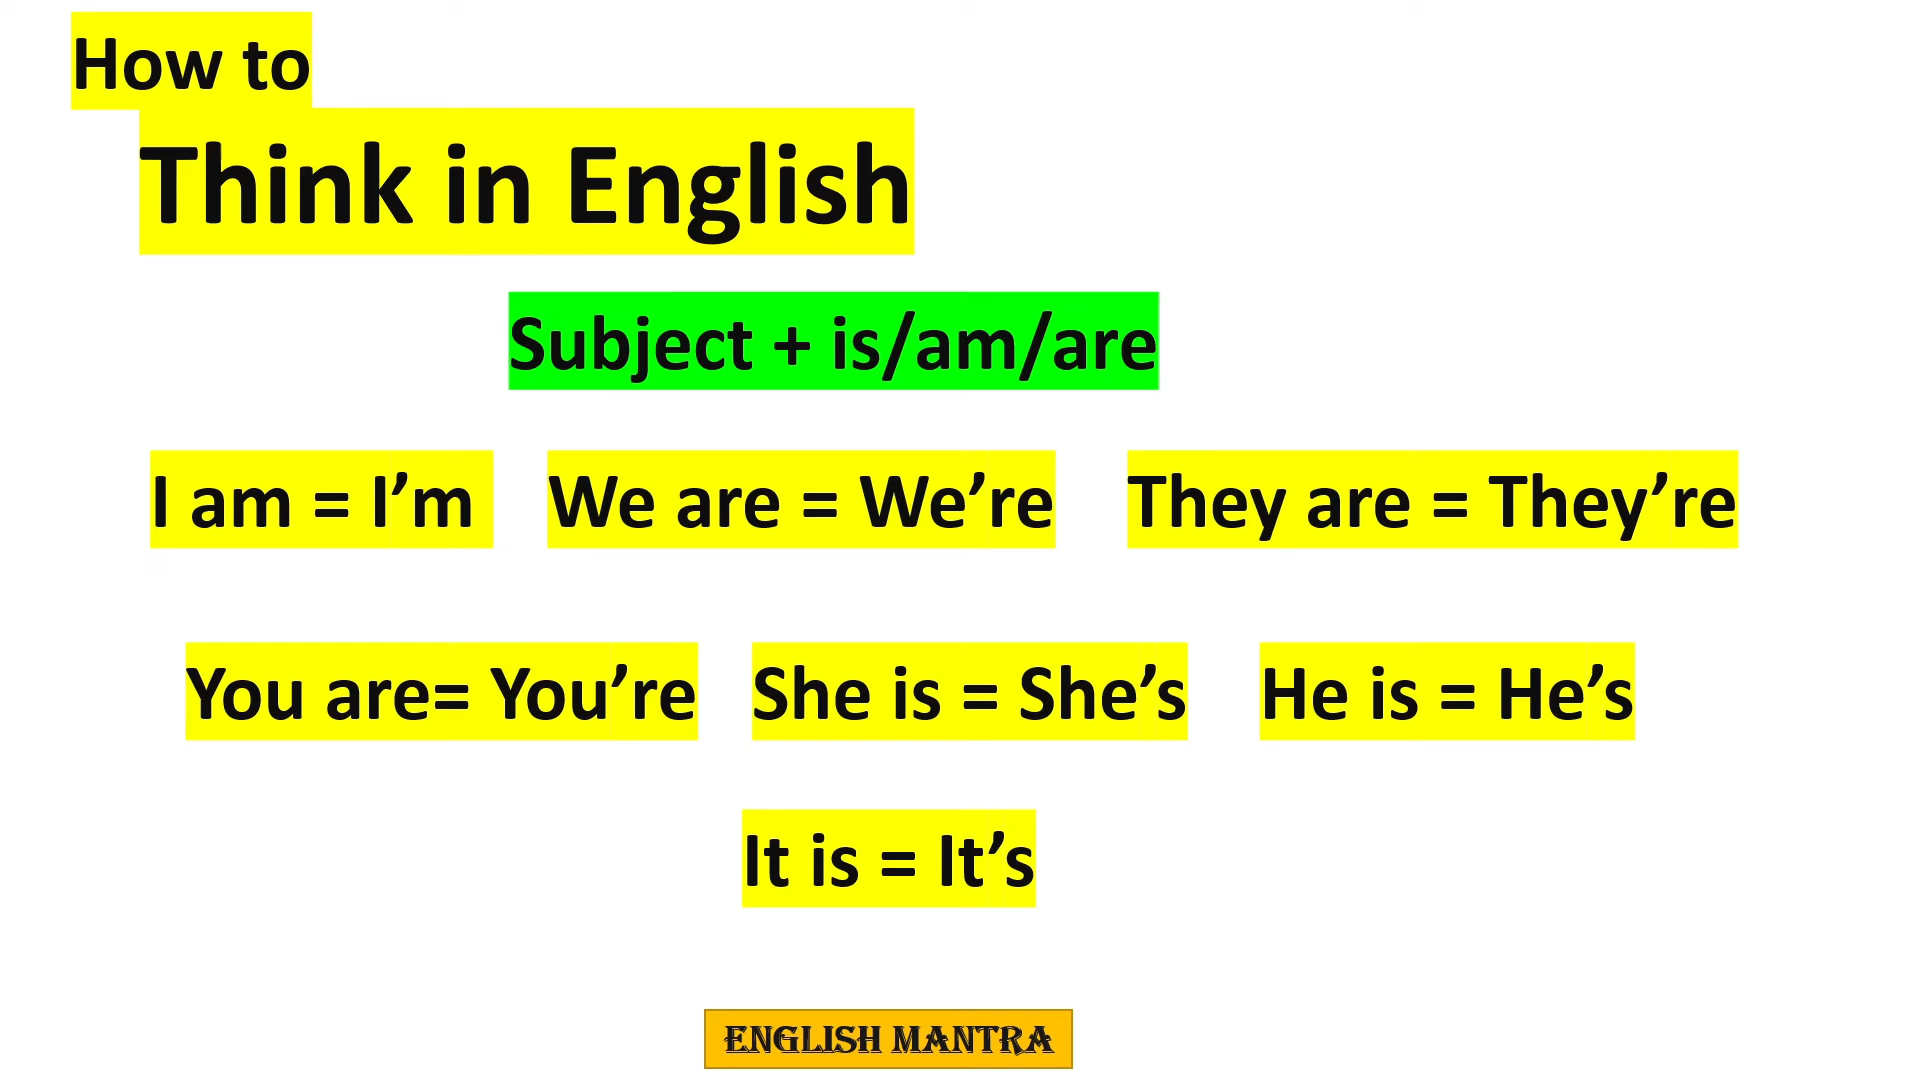 How to
Think in English
Subject + is/am/are
I am = I’m We are = We’re They are = They’re
You are= You’re She is = She’s He is = He’s
It is = It’s
ENGLISH MANTRA